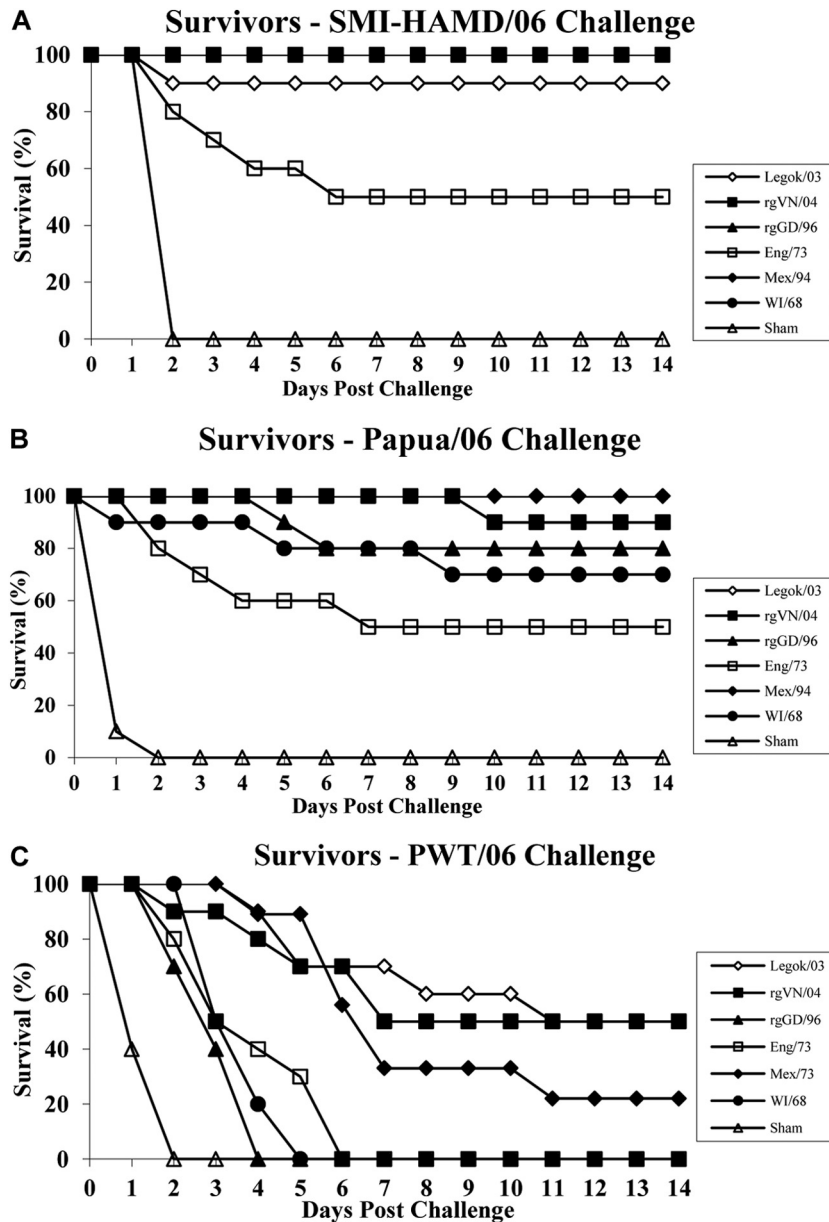 A
Survivors - SMI-HAMD/06 Challenge
Survival (%)
100
80
60
40
20
0
0 1 2 3 4 5 6 7 8 9 10 11 12 13 14
Days Post Challenge
Legok/03
rgVN/04
rgGD/96
Eng/73
Mex/94
WI/68
Sham
B
Survivors - Papua/06 Challenge
Survival (%)
100
80
60
40
20
0
0 1 2 3 4 5 6 7 8 9 10 11 12 13 14
Days Post Challenge
Legok/03
rgVN/04
rgGD/96
Eng/73
Mex/94
WI/68
Sham
C
Survivors - PWT/06 Challenge
Survival (%)
100
80
60
40
20
0
0 1 2 3 4 5 6 7 8 9 10 11 12 13 14
Days Post Challenge
Legok/03
rgVN/04
rgGD/96
Eng/73
Mex/73
WI/68
Sham